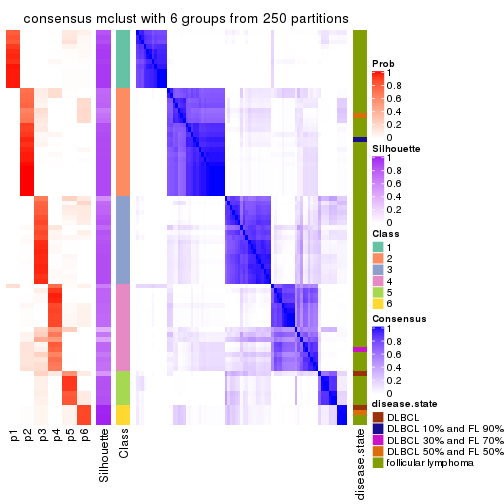 consensus mclust with 6 groups from 250 partitions
Prob
1
0.8
0.6
0.4
0.2
0
Silhouette
1
0.8
0.6
0.4
0.2
0
Class
1
2
3
4
5
6
Consensus
1
0.8
0.6
0.4
0.2
0
disease.state
DLBCL
DLBCL 10% and FL 90%
DLBCL 30% and FL 70%
DLBCL 50% and FL 50%
follicular lymphoma
p1
p2
p3
p4
p5
p6
Silhouette
Class
disease.state